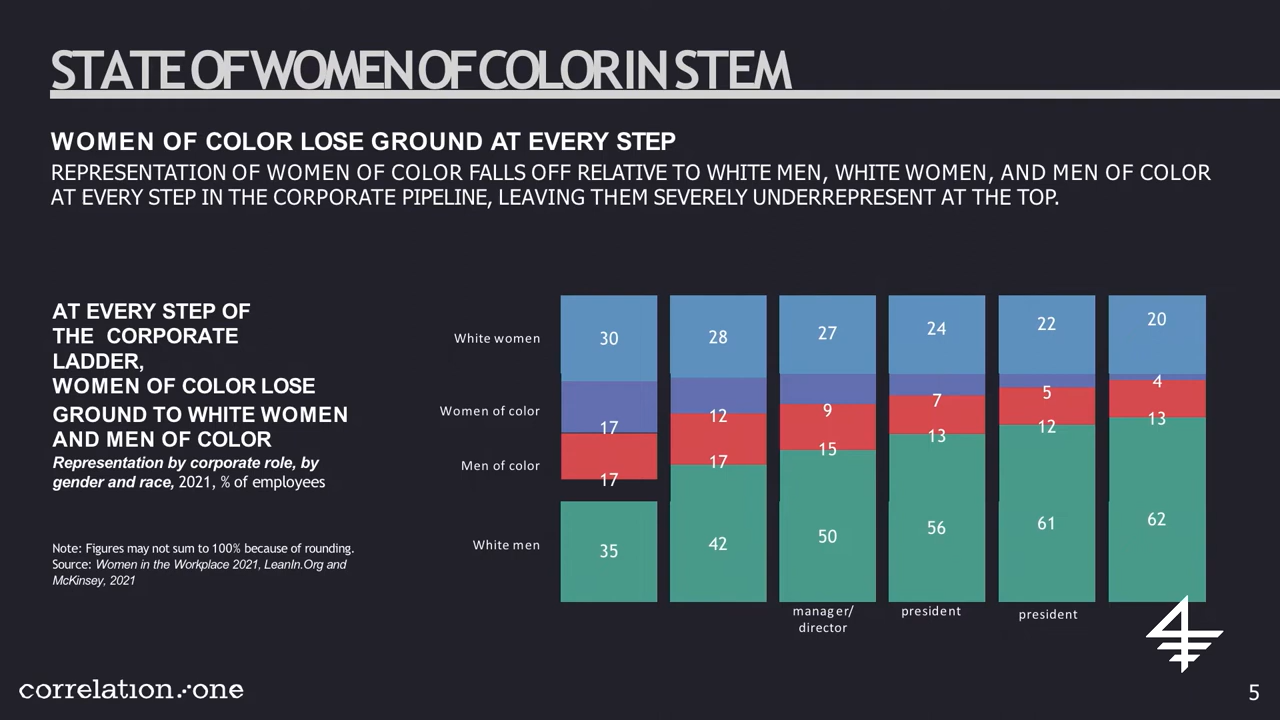 STATE OF WOMEN OF COLOR IN STEM
WOMEN OF COLOR LOSE GROUND AT EVERY STEP
REPRESENTATION OF WOMEN OF COLOR FALLS OFF RELATIVE TO WHITE MEN, WHITE WOMEN, AND MEN OF COLOR
AT EVERY STEP IN THE CORPORATE PIPELINE, LEAVING THEM SEVERELY UNDERREPRESENT AT THE TOP.
AT EVERY STEP OF
THE CORPORATE
LADDER,
WOMEN OF COLOR LOSE
GROUND TO WHITE WOMEN
AND MEN OF COLOR
Representation by corporate role, by
gender and race, 2021, % of employees
Note: Figures may not sum to 100% because of rounding.
Source: Women in the Workplace 2021, LeanIn.Org and
McKinsey, 2021
White women 30 28 27 24 22 20
Women of color 17 12 9 7 5 4
Men of color 17 17 15 13 12 13
White men 35 42 50 56 61 62
manager/ president president
director
correlation one
5